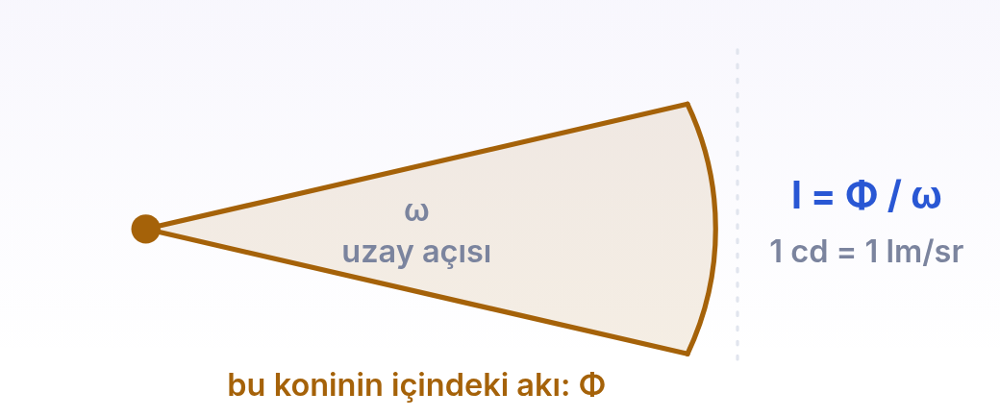 ω
uzay açısı
I = Φ / ω
1 cd = 1 lm/sr
bu koninin içindeki akı: Φ